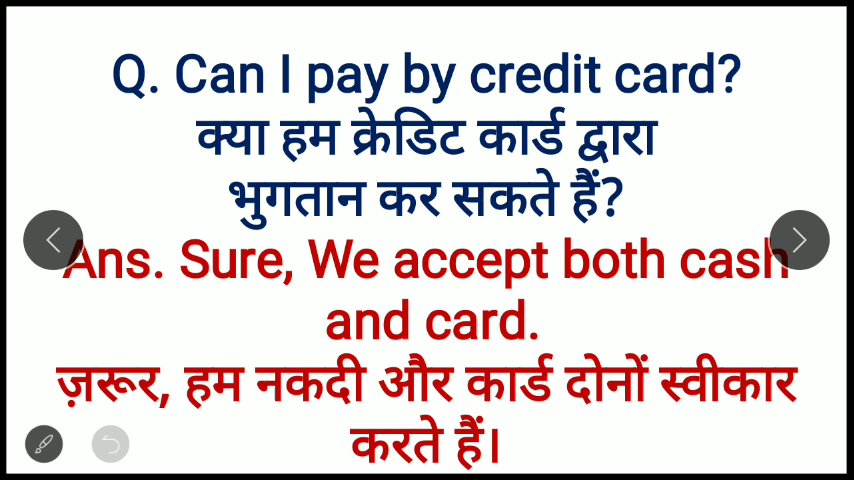 Q. Can I pay by credit card?
क्या हम क्रेडिट कार्ड द्वारा
भुगतान कर सकते हैं?
Ans. Sure, We accept both cash
and card.
ज़रूर, हम नकदी और कार्ड दोनों स्वीकार
करते हैं।